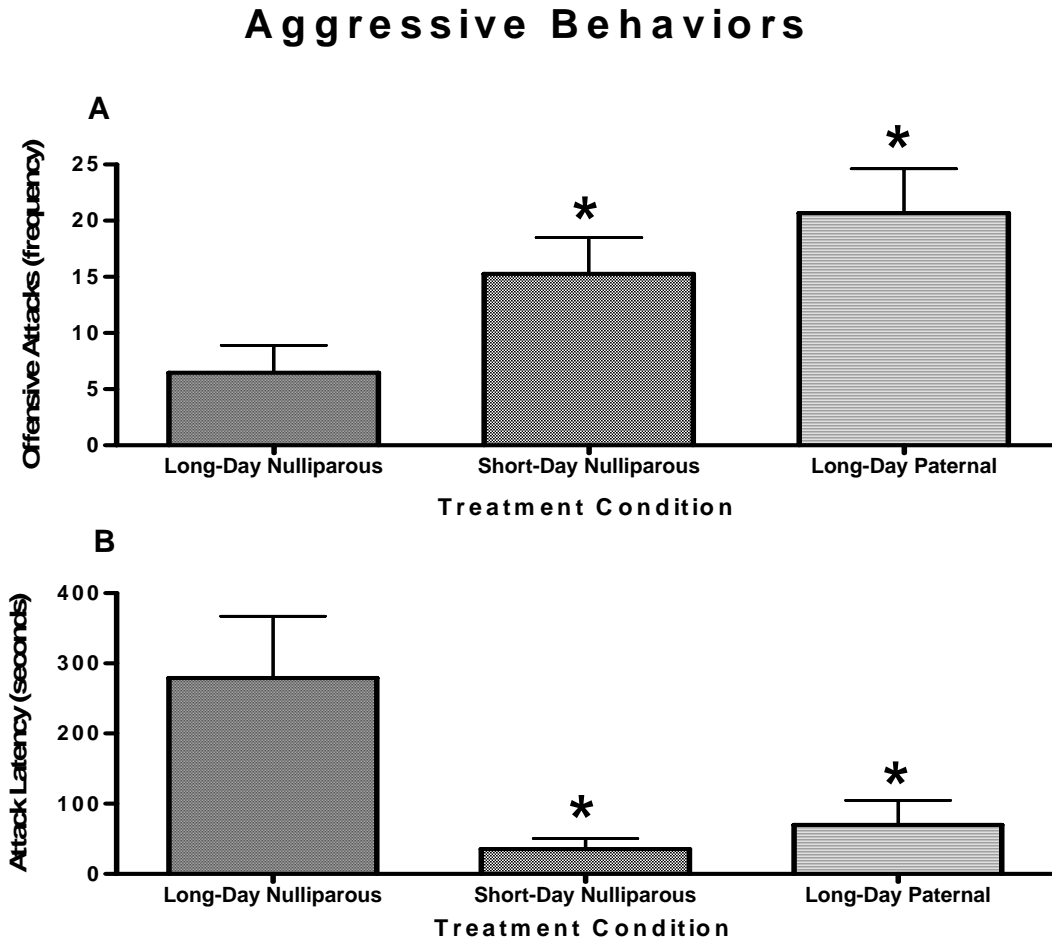 Aggressive Behaviors
A
Offensive Attacks (frequency)
25
20
15
10
5
0
*
*
Long-Day Nulliparous Short-Day Nulliparous Long-Day Paternal
Treatment Condition
B
Attack Latency (seconds)
400
300
200
100
0
*
*
Long-Day Nulliparous Short-Day Nulliparous Long-Day Paternal
Treatment Condition